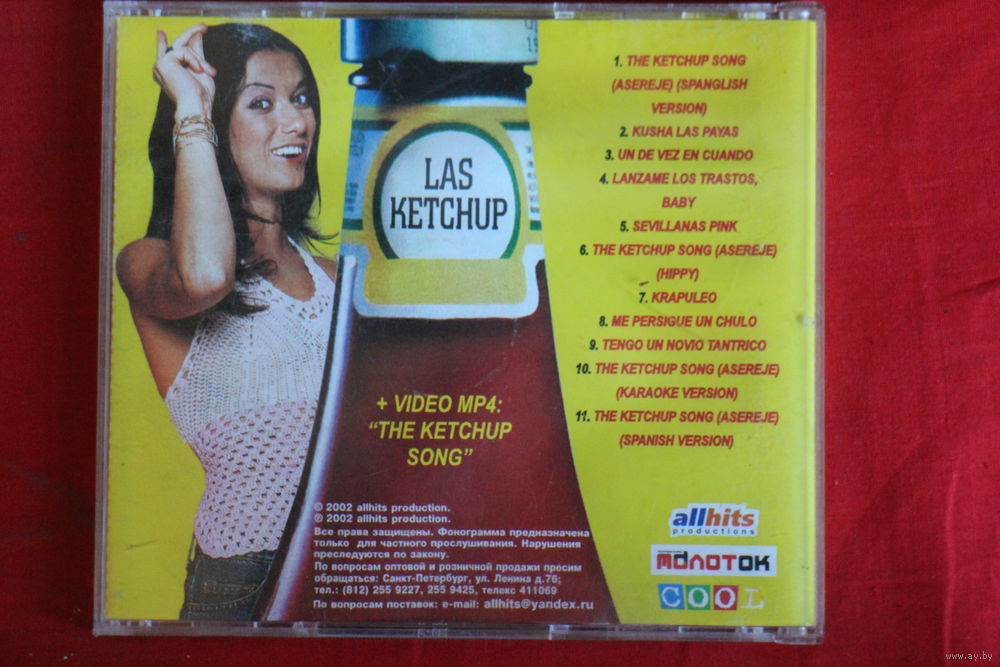 LAS
KETCHUP
+ VIDEO MP4:
"THE KETCHUP
SONG"
1. THE KETCHUP SONG
(ASEREJE) (SPANGLISH
VERSION)
2. KUSHA LAS PAYAS
3. UN DE VEZ EN CUANDO
4. LANZAME LOS TRASTOS,
BABY
5. SEVILLANAS PINK
6. THE KETCHUP SONG (ASEREJE)
(HIPPY)
7. KRAPULEO
8. ME PERSIGUE UN CHULO
9. TENGO UN NOVIO TANTRICO
10. THE KETCHUP SONG (ASEREJE)
(KARAOKE VERSION)
11. THE KETCHUP SONG (ASEREJE)
(SPANISH VERSION)
© 2002 allhits production.
℗ 2002 allhits production.
Все права защищены. Фонограмма предназначена
только для частного прослушивания. Нарушения
преследуются по закону.
По вопросам оптовой и розничной продажи просим
обращаться: Санкт-Петербург, ул. Ленина д.76;
тел.: (812) 255 9227, 255 9425, телекс 411069
По вопросам поставок: e-mail: allhits@yandex.ru
allhits
productions
МОЛОТОК
COOL
www.ay.by